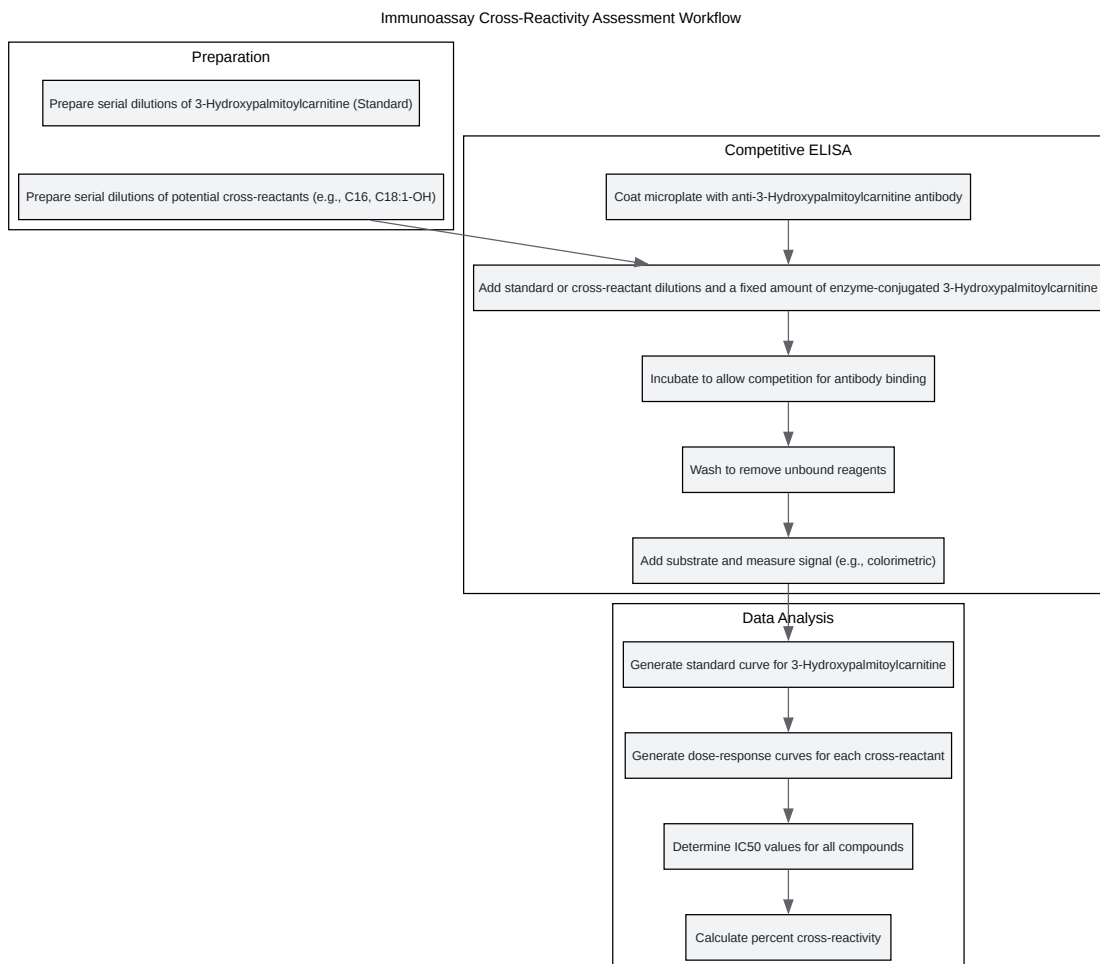 Immunoassay Cross-Reactivity Assessment Workflow
Preparation
Prepare serial dilutions of 3-Hydroxypalmitoylcarnitine (Standard)
Prepare serial dilutions of potential cross-reactants (e.g., C16, C18:1-OH)
Competitive ELISA
Coat microplate with anti-3-Hydroxypalmitoylcarnitine antibody
Add standard or cross-reactant dilutions and a fixed amount of enzyme-conjugated 3-Hydroxypalmitoylcarnitine
Incubate to allow competition for antibody binding
Wash to remove unbound reagents
Add substrate and measure signal (e.g., colorimetric)
Data Analysis
Generate standard curve for 3-Hydroxypalmitoylcarnitine
Generate dose-response curves for each cross-reactant
Determine IC50 values for all compounds
Calculate percent cross-reactivity